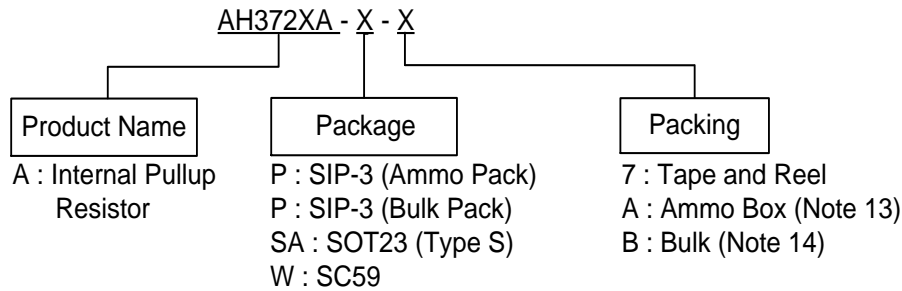 AH372XA - X - X
Product Name
A : Internal Pullup
Resistor
Package
P : SIP-3 (Ammo Pack)
P : SIP-3 (Bulk Pack)
SA : SOT23 (Type S)
W : SC59
Packing
7 : Tape and Reel
A : Ammo Box (Note 13)
B : Bulk (Note 14)